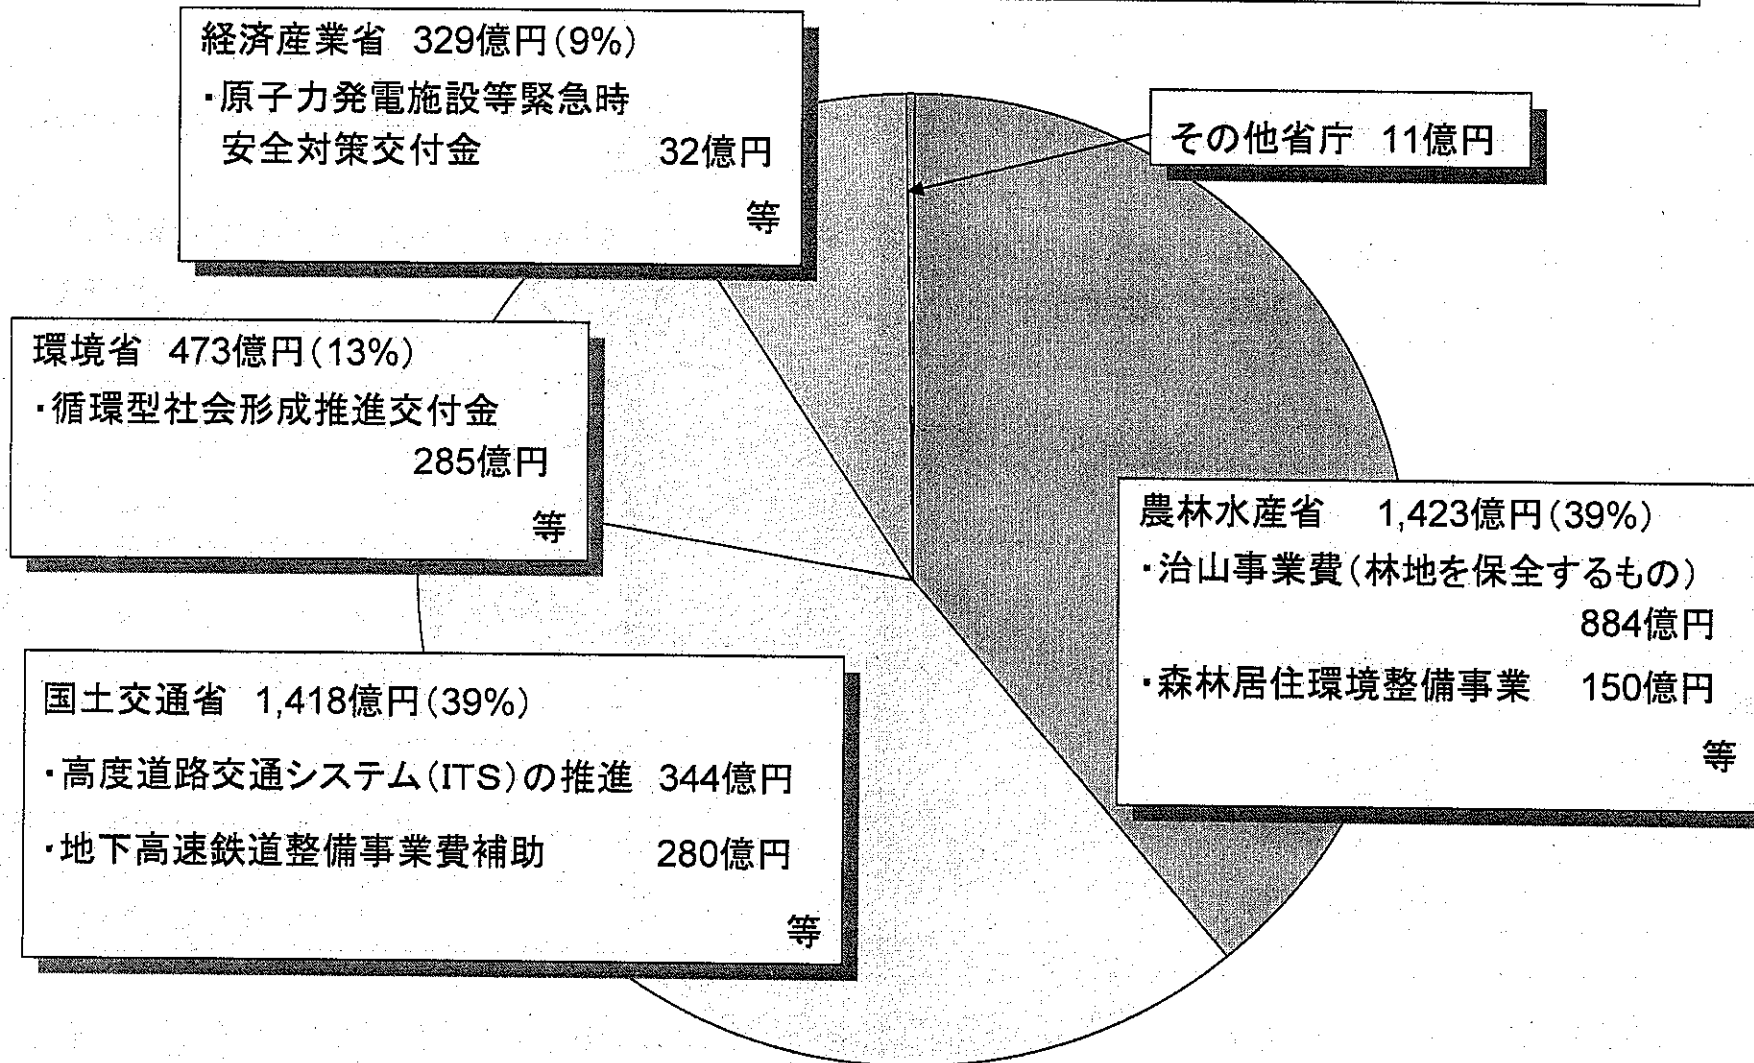 経済産業省 329億円(9%)
・原子力発電施設等緊急時
安全対策交付金 32億円
等
その他省庁 11億円
環境省 473億円(13%)
・循環型社会形成推進交付金
285億円
等
農林水産省 1,423億円(39%)
・治山事業費(林地を保全するもの)
884億円
・森林居住環境整備事業 150億円
等
国土交通省 1,418億円(39%)
・高度道路交通システム(ITS)の推進 344億円
・地下高速鉄道整備事業費補助 280億円
等